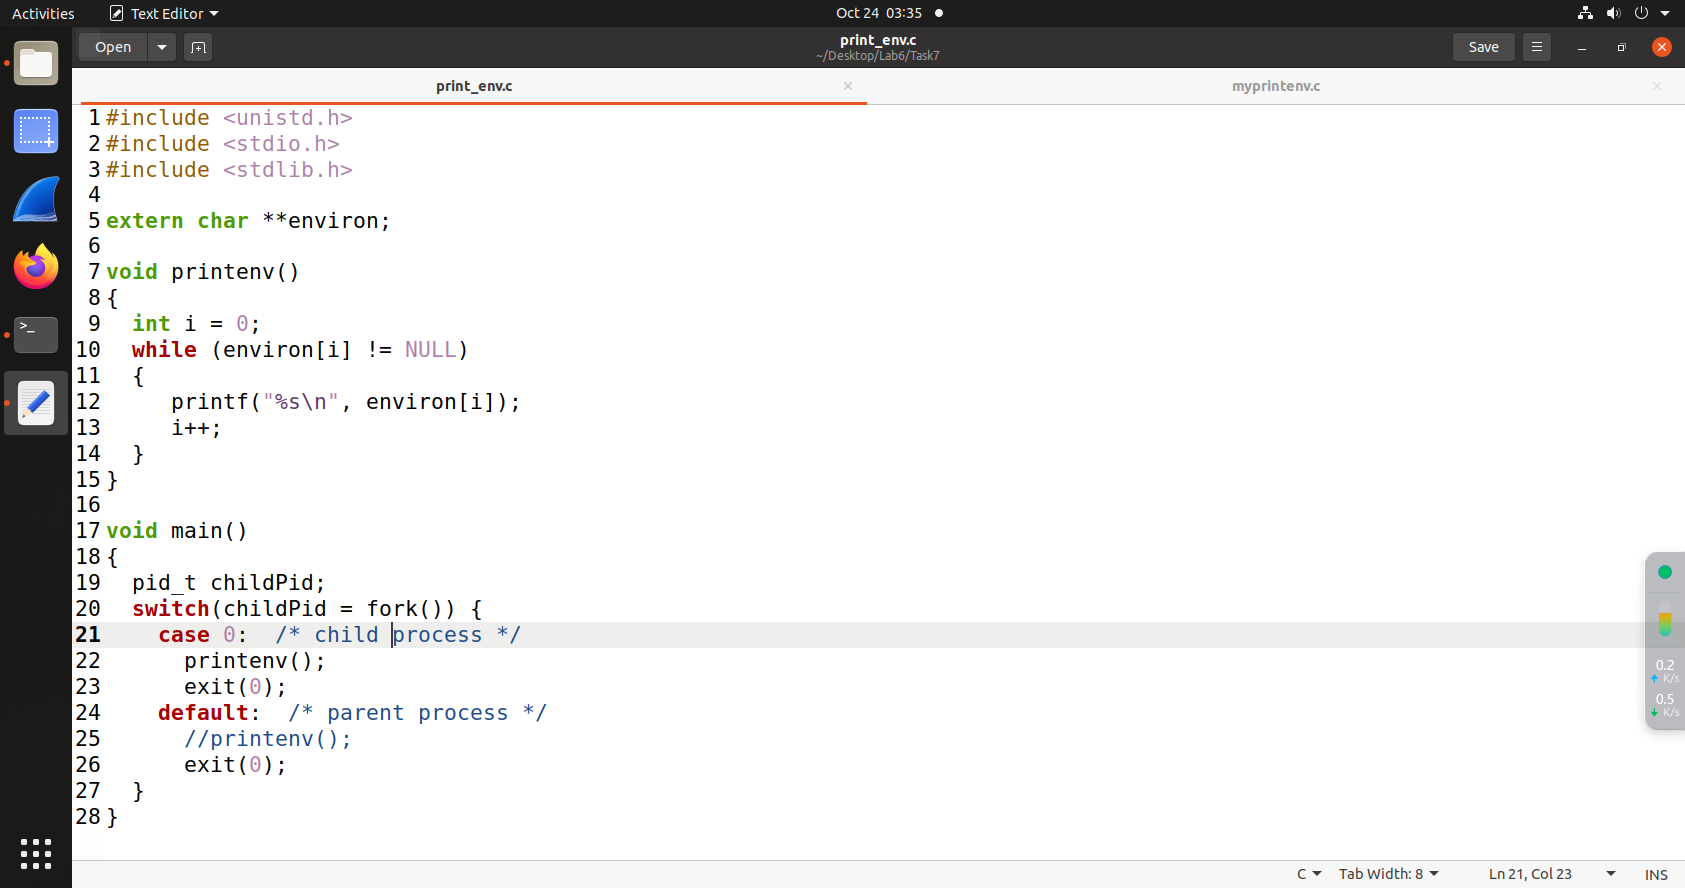 Activities Text Editor Oct 24 03:35
Open print_env.c Save
~/Desktop/Lab6/Task7
print_env.c myprintenv.c
1 #include <unistd.h>
2 #include <stdio.h>
3 #include <stdlib.h>
4
5 extern char **environ;
6
7 void printenv()
8 {
9   int i = 0;
10   while (environ[i] != NULL)
11   {
12      printf("%s\n", environ[i]);
13      i++;
14   }
15 }
16
17 void main()
18 {
19   pid_t childPid;
20   switch(childPid = fork()) {
21     case 0:  /* child process */
22       printenv();
23       exit(0);
24     default:  /* parent process */
25       //printenv();
26       exit(0);
27   }
28 }
0.2
K/s
0.5
K/s
C Tab Width: 8 Ln 21, Col 23 INS